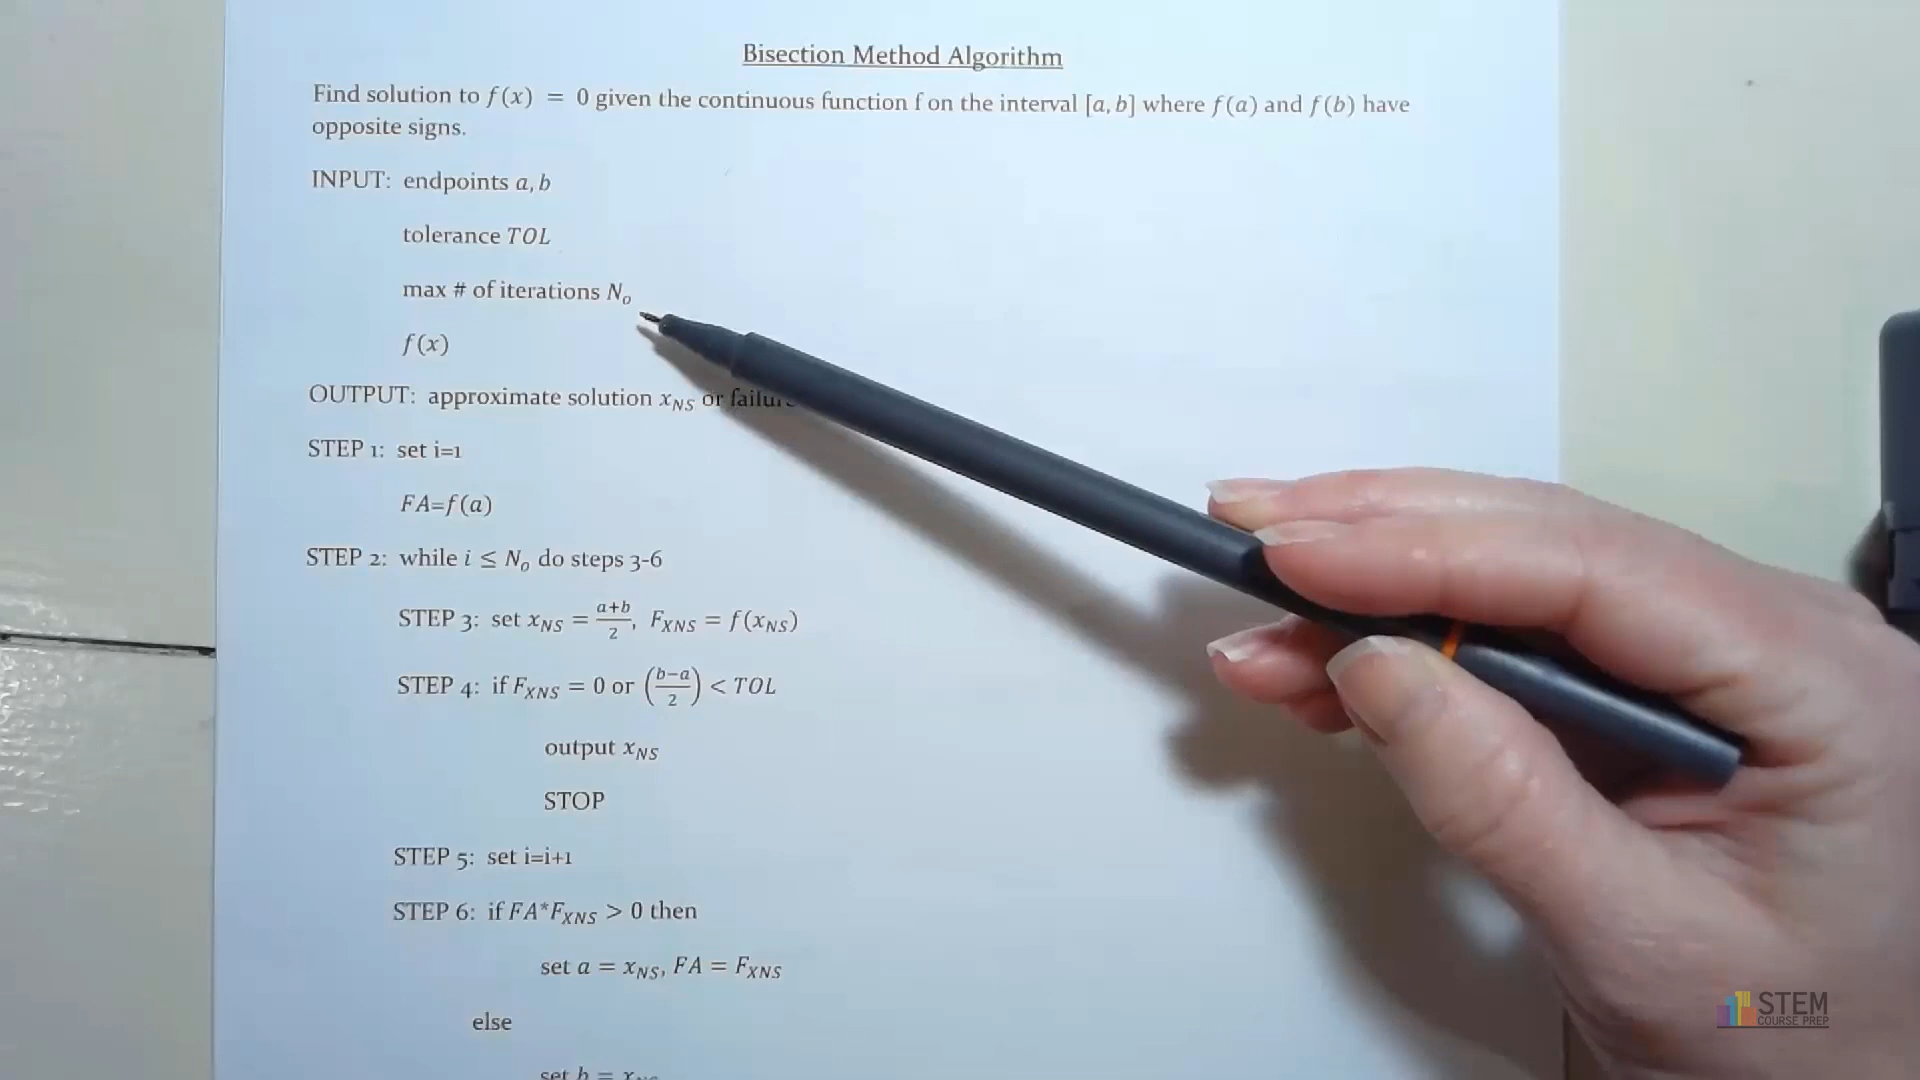 Bisection Method Algorithm
Find solution to f(x) = 0 given the continuous function f on the interval [a, b] where f(a) and f(b) have
opposite signs.
INPUT: endpoints a, b
tolerance TOL
max # of iterations N₀
f(x)
OUTPUT: approximate solution x_NS or failure
STEP 1: set i=1
FA=f(a)
STEP 2: while i ≤ N₀ do steps 3-6
STEP 3: set x_NS = (a+b)/2, F_XNS = f(x_NS)
STEP 4: if F_XNS = 0 or ((b−a)/2) < TOL
output x_NS
STOP
STEP 5: set i=i+1
STEP 6: if FA*F_XNS > 0 then
set a = x_NS, FA = F_XNS
else
set b = x_NS
STEM
COURSE PREP